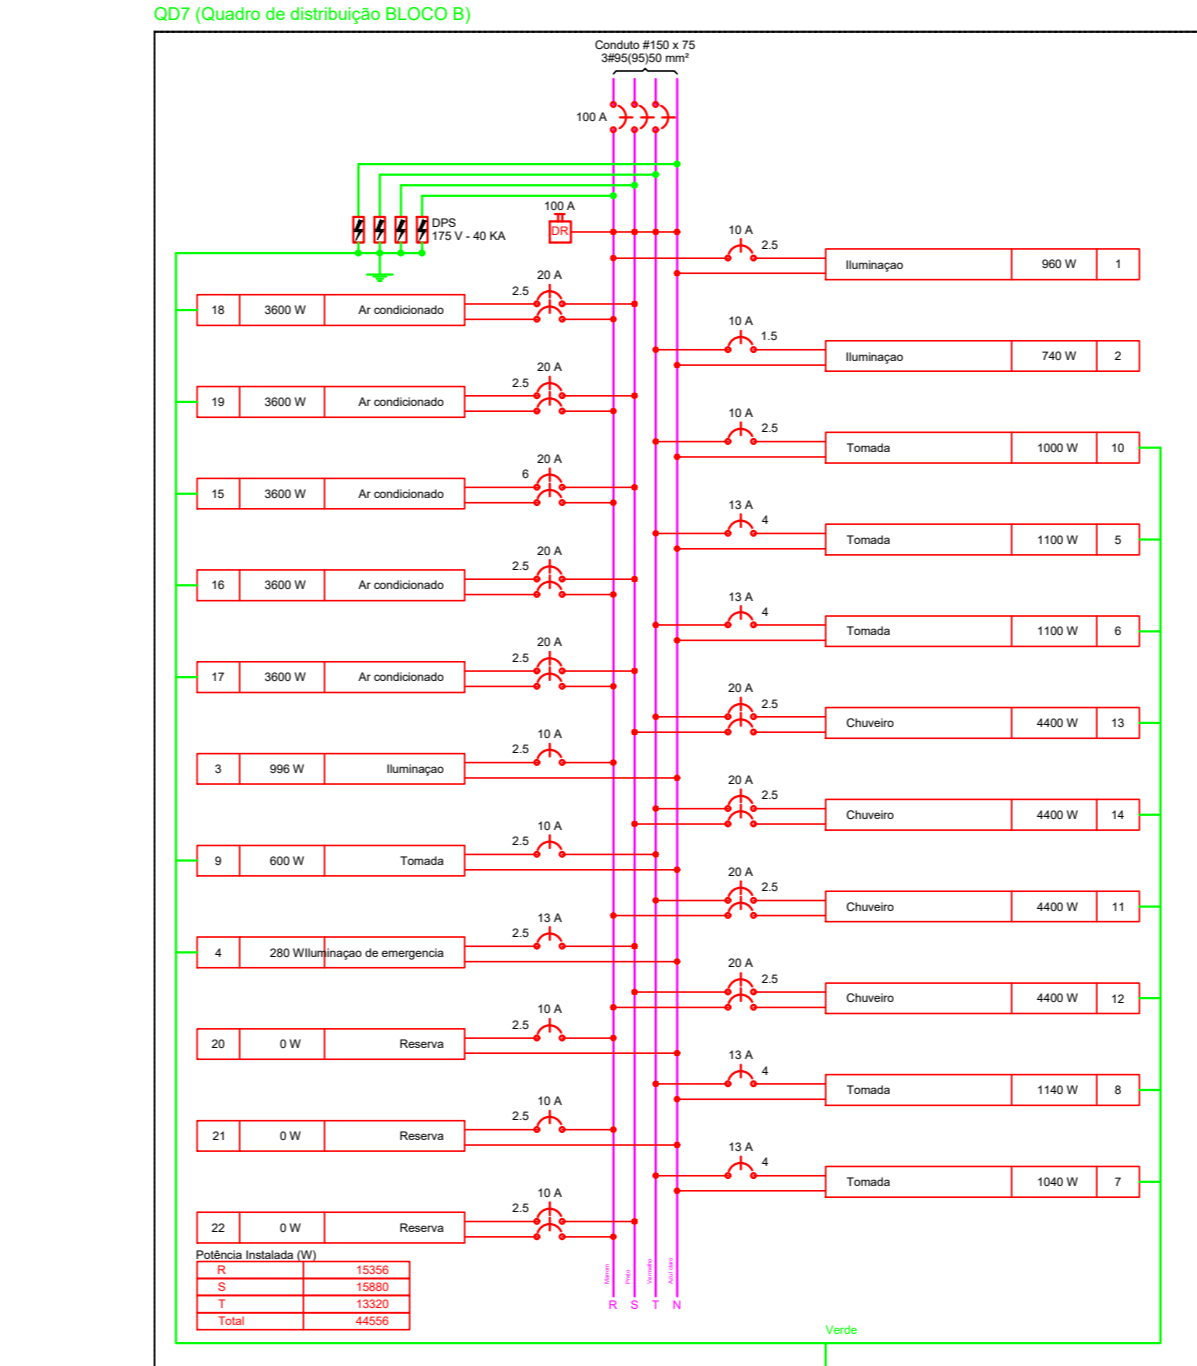 QD7 (Quadro de distribuição BLOCO B)
Conduto #150 x 75
3#95(95)50 mm²
100 A
DPS
175 V - 40 KA
100 A
DR
10 A
2.5
Iluminaçao 960 W 1
20 A
2.5
18 3600 W Ar condicionado
10 A
1.5
Iluminaçao 740 W 2
20 A
2.5
19 3600 W Ar condicionado
10 A
2.5
Tomada 1000 W 10
20 A
6
15 3600 W Ar condicionado
13 A
4
Tomada 1100 W 5
20 A
2.5
16 3600 W Ar condicionado
13 A
4
Tomada 1100 W 6
20 A
2.5
17 3600 W Ar condicionado
20 A
2.5
Chuveiro 4400 W 13
10 A
2.5
3 996 W Iluminaçao
20 A
2.5
Chuveiro 4400 W 14
10 A
2.5
9 600 W Tomada
20 A
2.5
Chuveiro 4400 W 11
13 A
2.5
4 280 W Iluminaçao de emergencia
20 A
2.5
Chuveiro 4400 W 12
10 A
2.5
20 0 W Reserva
13 A
4
Tomada 1140 W 8
10 A
2.5
21 0 W Reserva
13 A
4
Tomada 1040 W 7
10 A
2.5
22 0 W Reserva
Potência Instalada (W)
R 15356
S 15880
T 13320
Total 44556
Marrom
Preto
Vermelho
Azul claro
R S T N
Verde